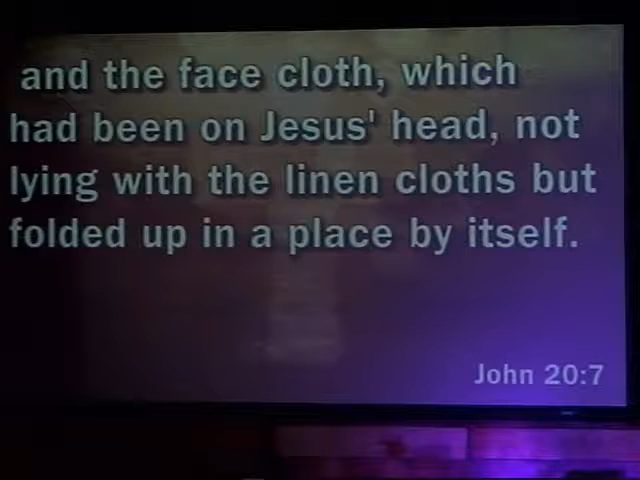 and the face cloth, which
had been on Jesus' head, not
lying with the linen cloths but
folded up in a place by itself.
John 20:7